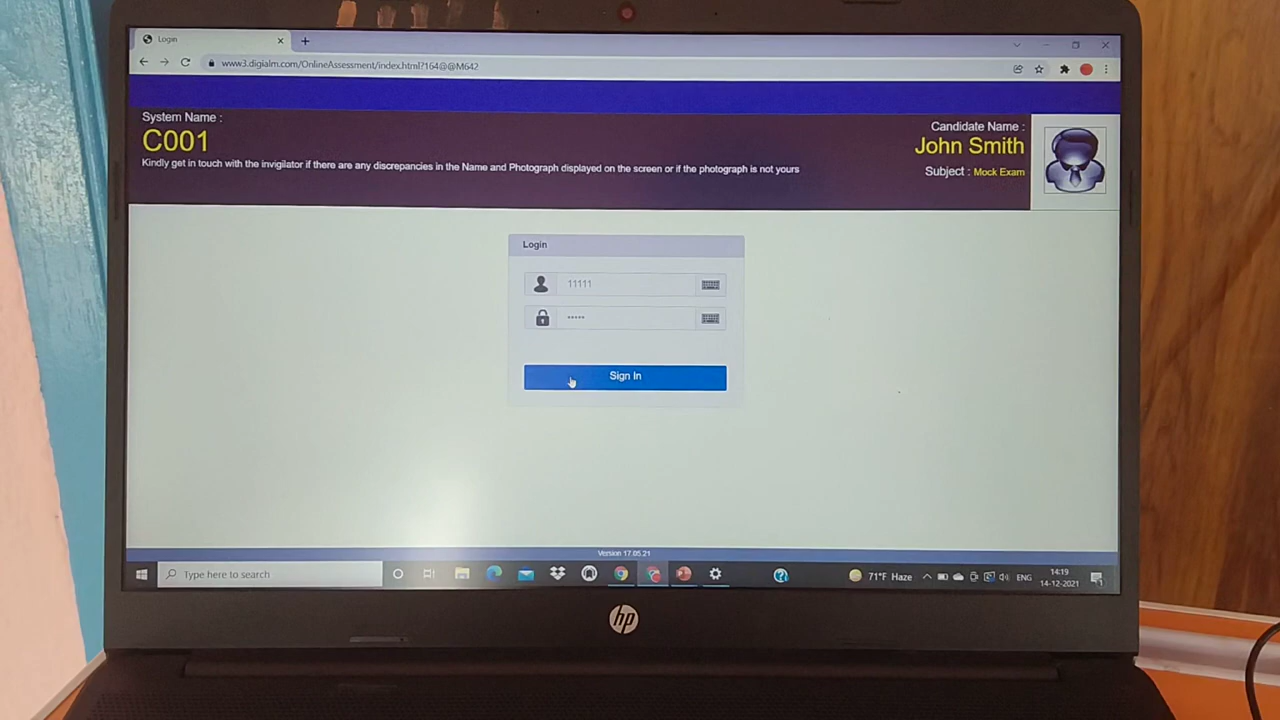 Login
www3.digialm.com/OnlineAssessment/index.html?164@@M642
System Name :
C001
Kindly get in touch with the invigilator if there are any discrepancies in the Name and Photograph displayed on the screen or if the photograph is not yours
Candidate Name :
John Smith
Subject : Mock Exam
Login
11111
•••••
Sign In
Version 17.05.21
Type here to search
71°F Haze
ENG
14:19
14-12-2021
hp